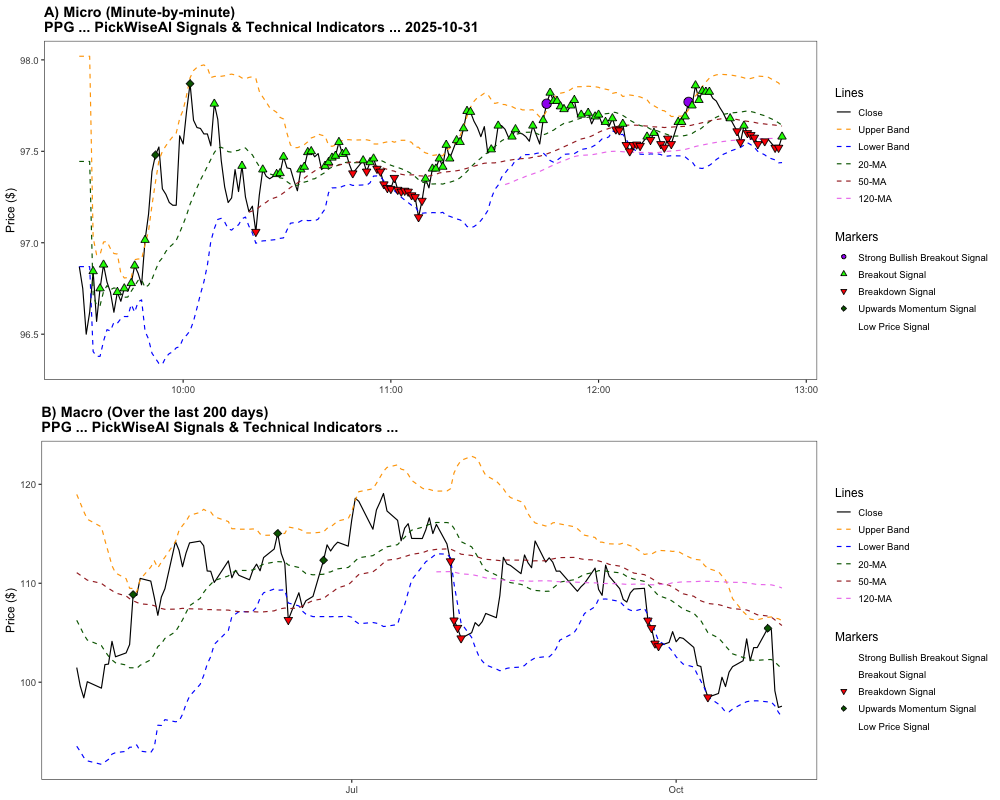 A) Micro (Minute-by-minute)
PPG ... PickWiseAI Signals & Technical Indicators ... 2025-10-31
Price ($)
98.0
97.5
97.0
96.5
10:00
11:00
12:00
13:00
Lines
Close
Upper Band
Lower Band
20-MA
50-MA
120-MA
Markers
Strong Bullish Breakout Signal
Breakout Signal
Breakdown Signal
Upwards Momentum Signal
Low Price Signal
B) Macro (Over the last 200 days)
PPG ... PickWiseAI Signals & Technical Indicators ...
Price ($)
120
110
100
Jul
Oct
Lines
Close
Upper Band
Lower Band
20-MA
50-MA
120-MA
Markers
Strong Bullish Breakout Signal
Breakout Signal
Breakdown Signal
Upwards Momentum Signal
Low Price Signal